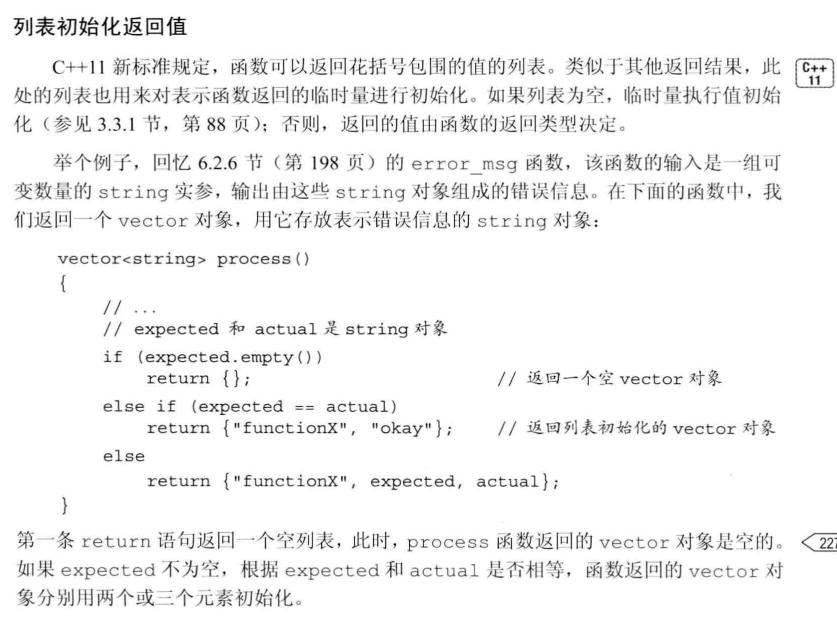 列表初始化返回值
C++11 新标准规定，函数可以返回花括号包围的值的列表。类似于其他返回结果，此
C++
11
处的列表也用来对表示函数返回的临时量进行初始化。如果列表为空，临时量执行值初始
化（参见 3.3.1 节，第 88 页）；否则，返回的值由函数的返回类型决定。
举个例子，回忆 6.2.6 节（第 198 页）的 error_msg 函数，该函数的输入是一组可
变数量的 string 实参，输出由这些 string 对象组成的错误信息。在下面的函数中，我
们返回一个 vector 对象，用它存放表示错误信息的 string 对象：
vector<string> process()
{
// ...
// expected 和 actual 是 string 对象
if (expected.empty())
return {}; // 返回一个空 vector 对象
else if (expected == actual)
return {"functionX", "okay"}; // 返回列表初始化的 vector 对象
else
return {"functionX", expected, actual};
}
第一条 return 语句返回一个空列表，此时，process 函数返回的 vector 对象是空的。
227
如果 expected 不为空，根据 expected 和 actual 是否相等，函数返回的 vector 对
象分别用两个或三个元素初始化。